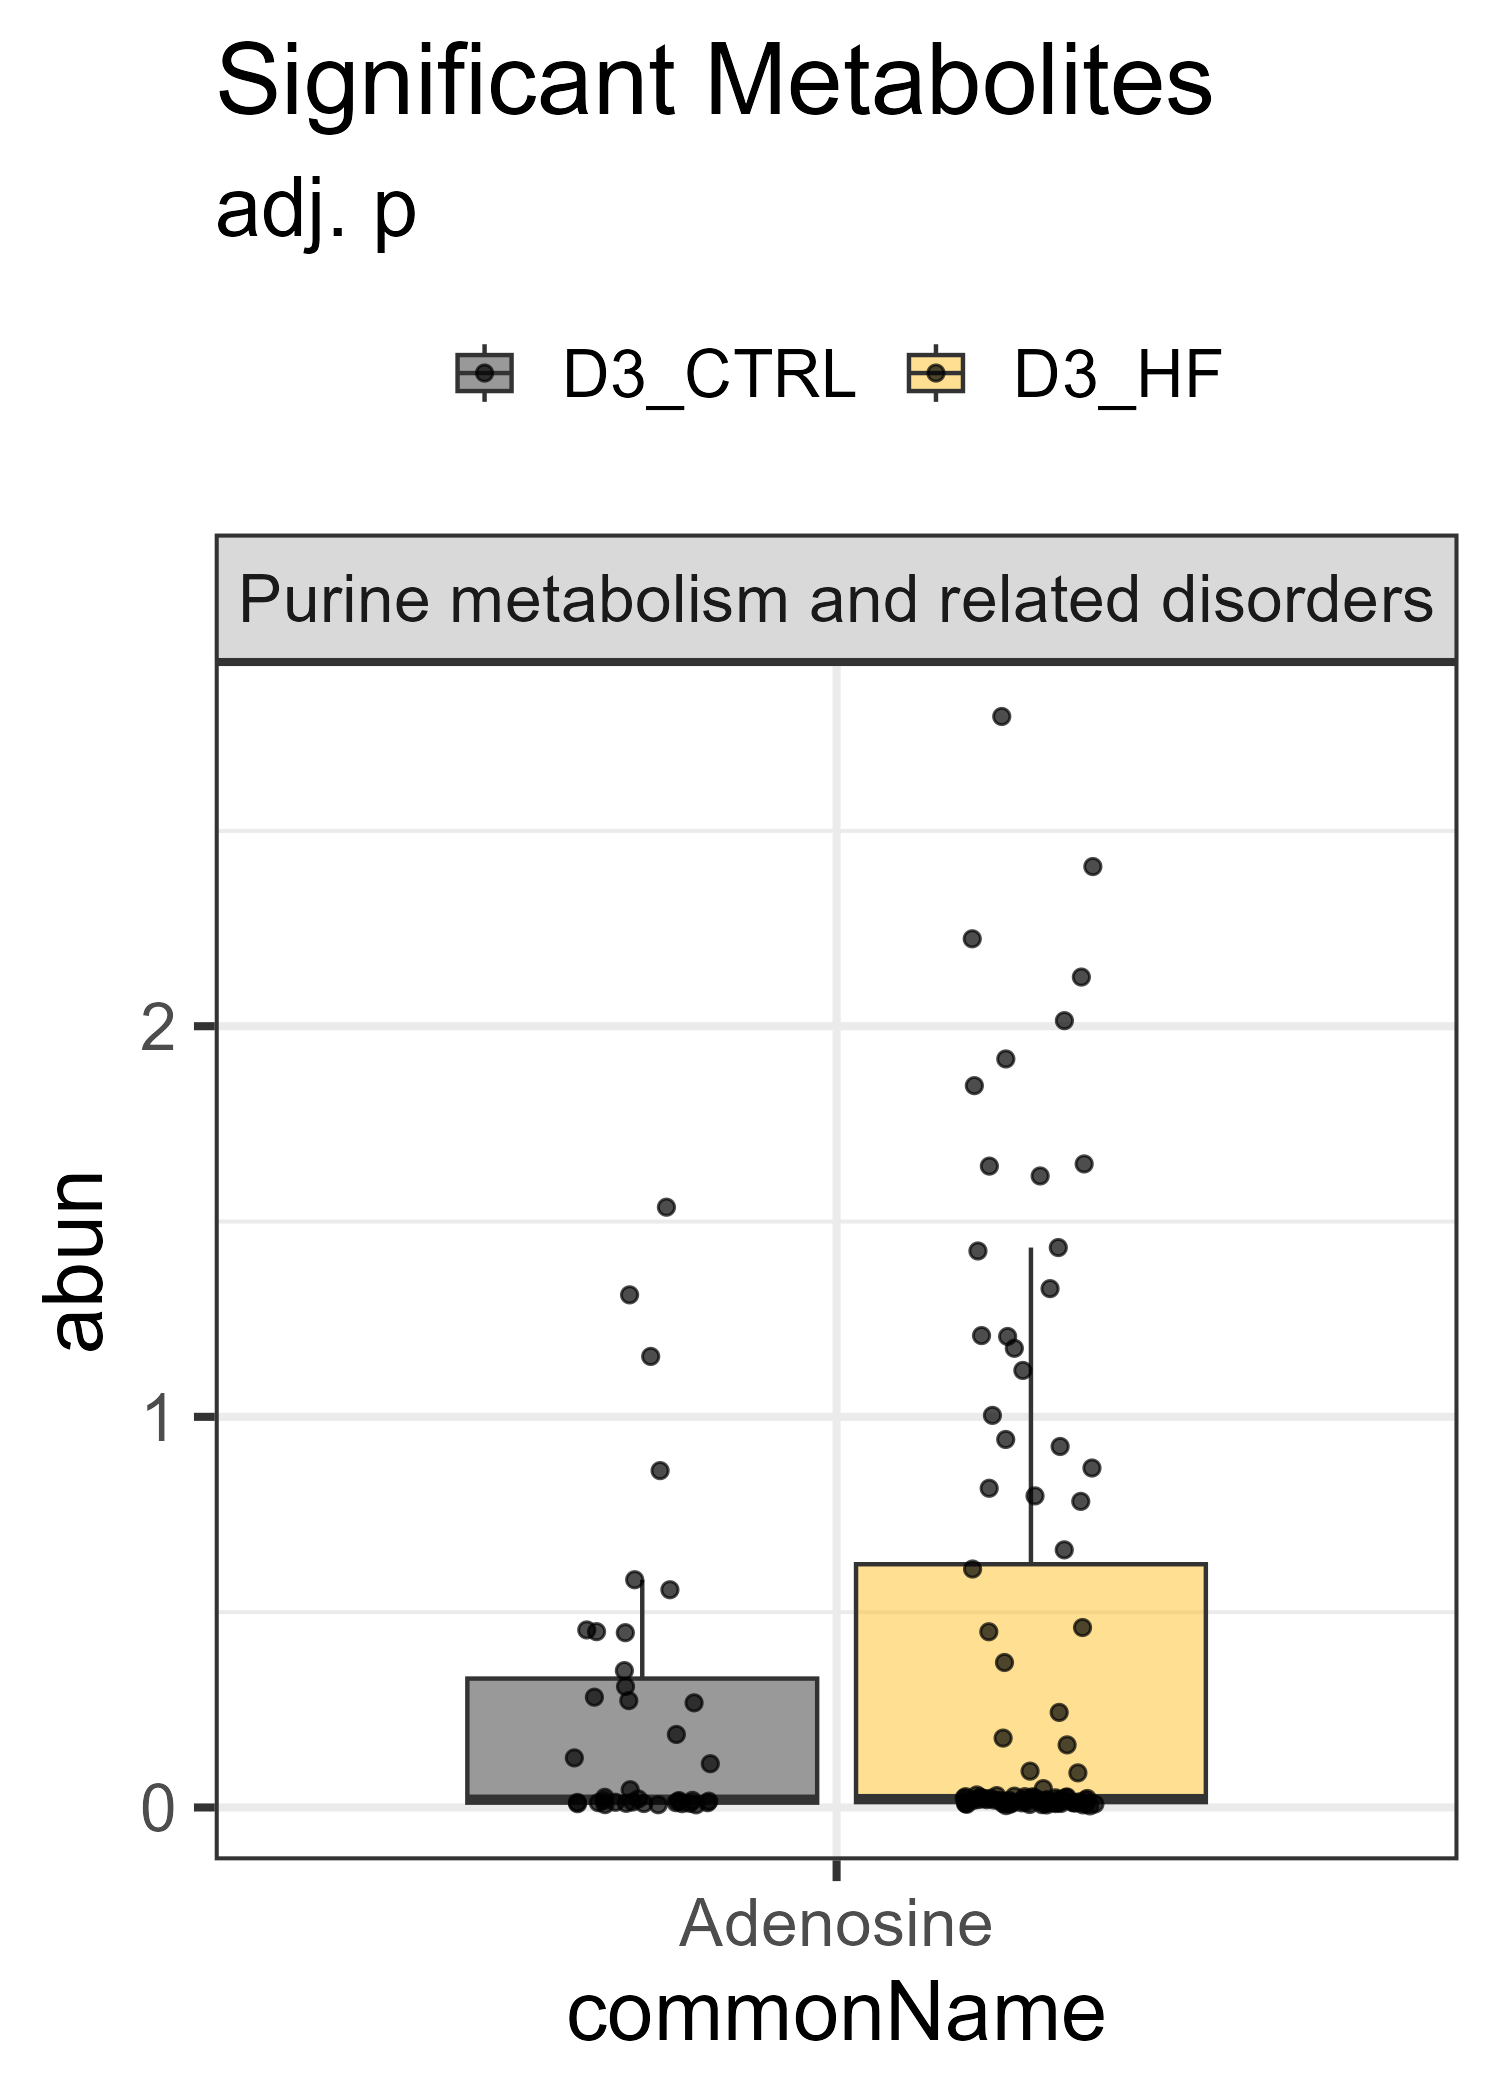 Significant Metabolites
adj. p
D3_CTRL D3_HF
Purine metabolism and related disorders
2
1
0
abun
Adenosine
commonName